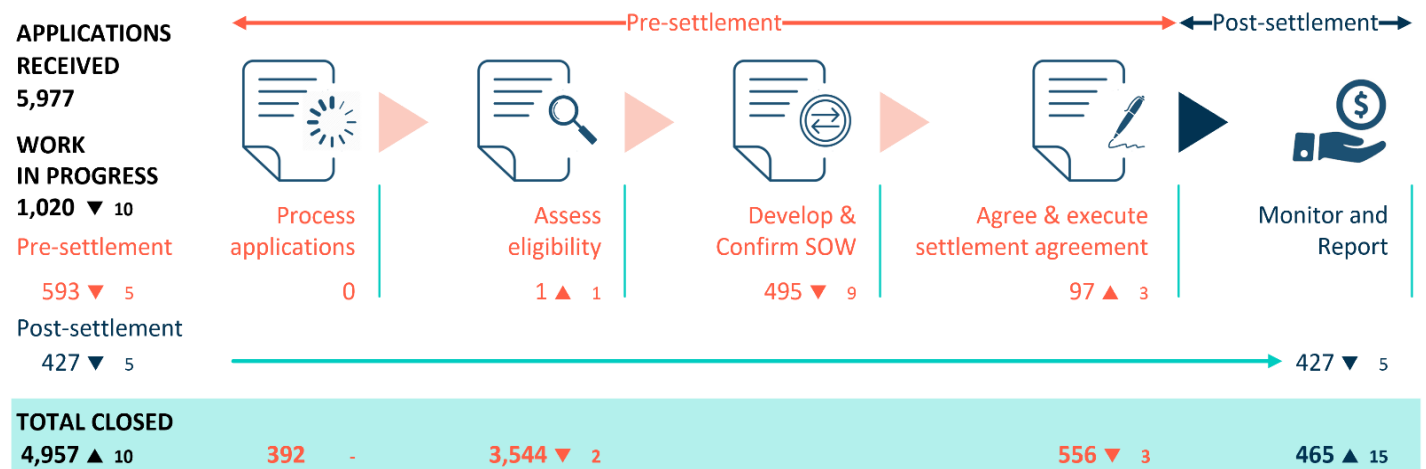 Pre-settlement
Post-settlement
APPLICATIONS
RECEIVED
5,977
WORK
IN PROGRESS
1,020 ▼ 10
Pre-settlement
593 ▼ 5
Process
applications
0
Assess
eligibility
1 ▲ 1
Develop &
Confirm SOW
495 ▼ 9
Agree & execute
settlement agreement
97 ▲ 3
Monitor and
Report
Post-settlement
427 ▼ 5
427 ▼ 5
TOTAL CLOSED
4,957 ▲ 10
392 -
3,544 ▼ 2
556 ▼ 3
465 ▲ 15